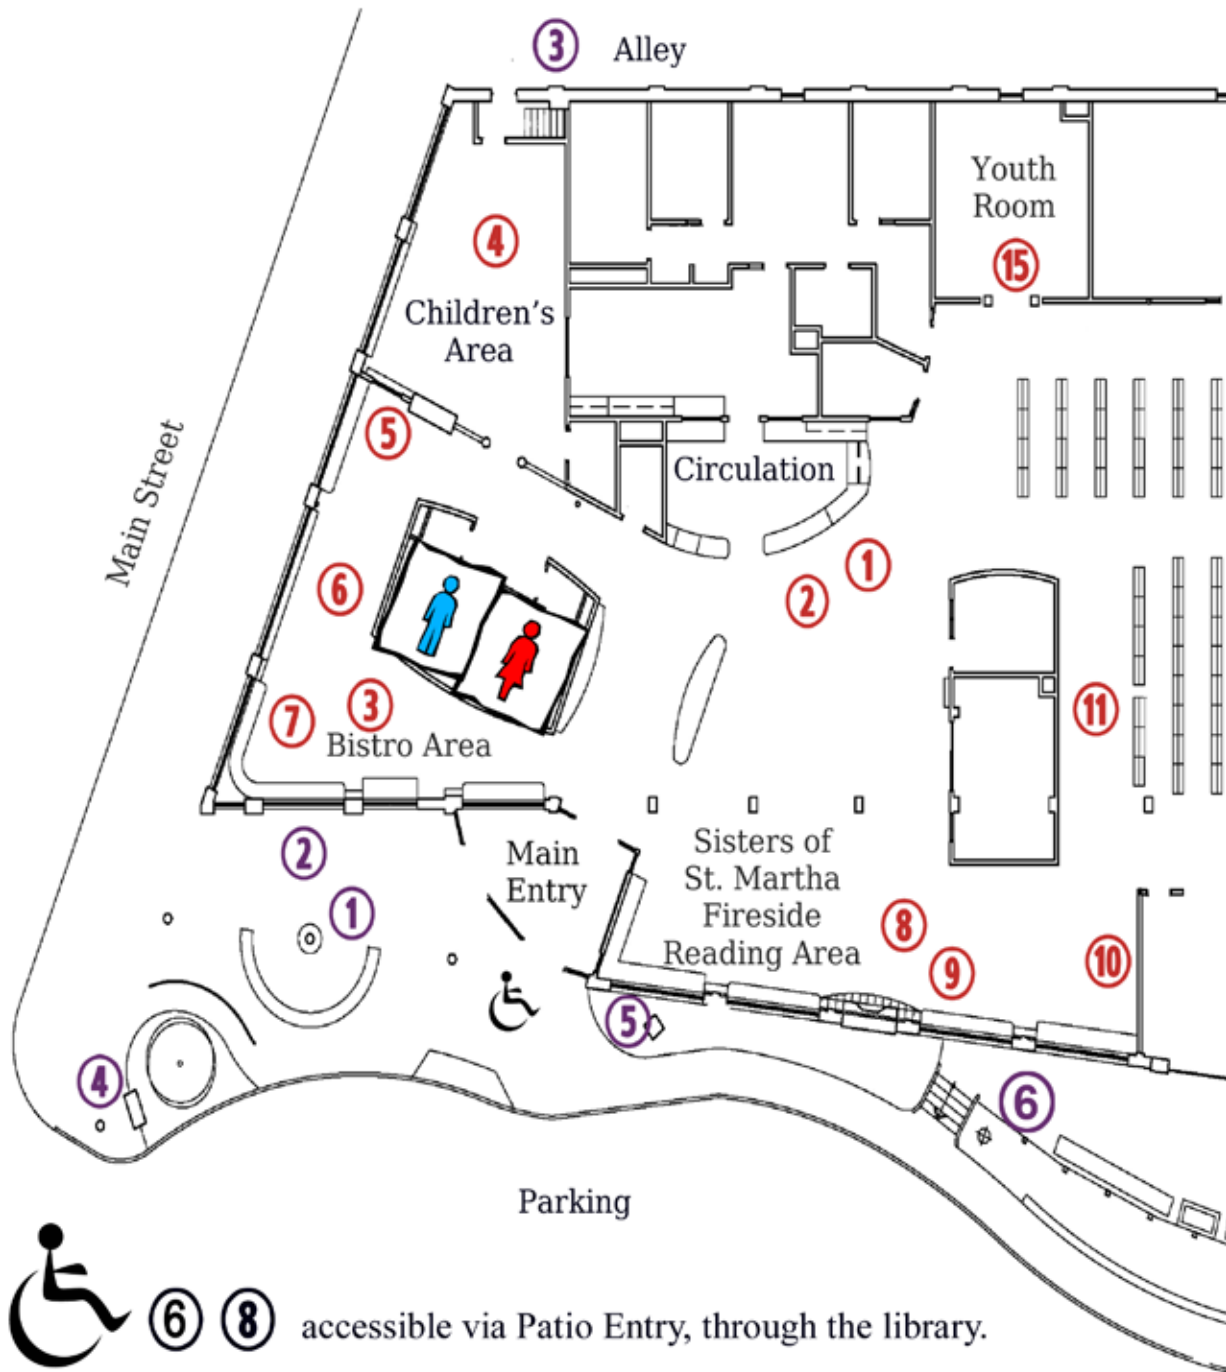 3 Alley
Youth
Room
15
4
Children's
Area
5
Main Street
Circulation
1
2
6
3
7
11
Bistro Area
2
Main
Entry
1
Sisters of
St. Martha
Fireside
Reading Area
8
9
10
5
4
6
Parking
6 8 accessible via Patio Entry, through the library.